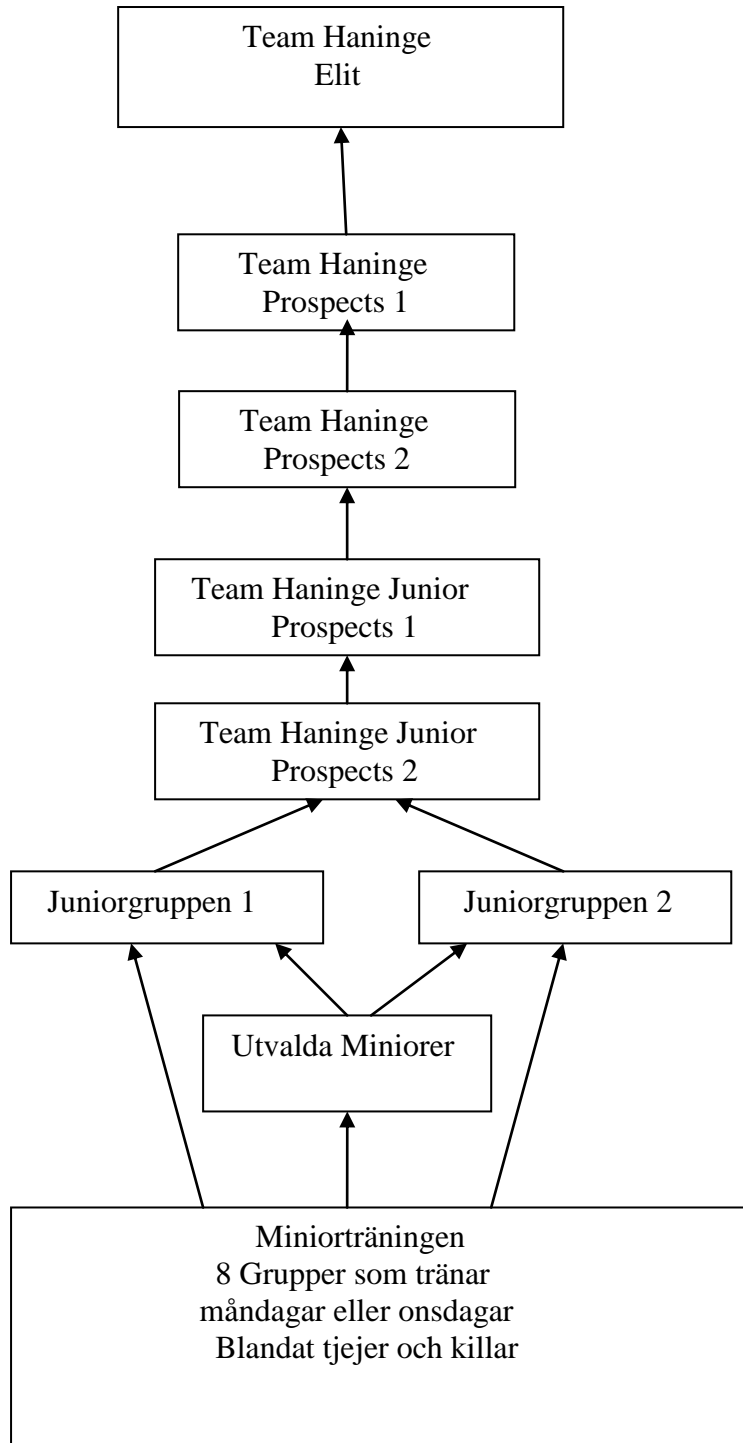 Team Haninge
Elit
Team Haninge
Prospects 1
Team Haninge
Prospects 2
Team Haninge Junior
Prospects 1
Team Haninge Junior
Prospects 2
Juniorgruppen 1
Juniorgruppen 2
Utvalda Miniorer
Miniorträningen
8 Grupper som tränar
måndagar eller onsdagar
Blandat tjejer och killar